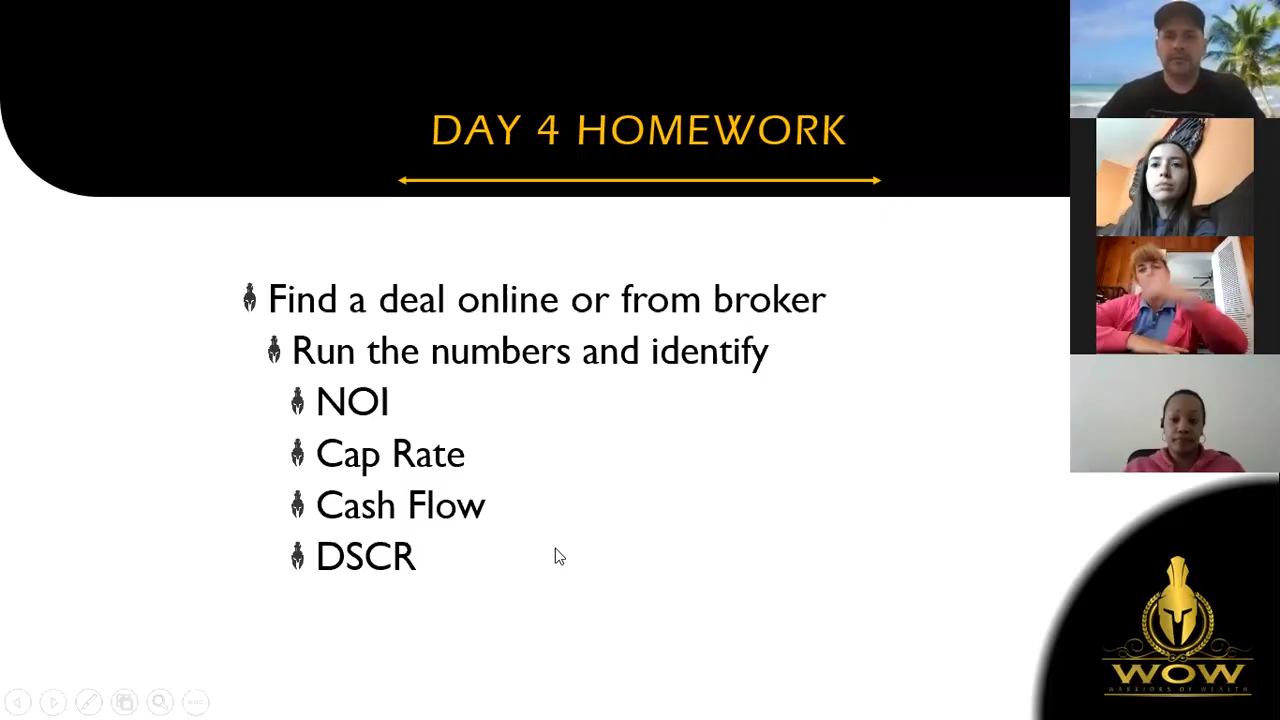 DAY 4 HOMEWORK
Find a deal online or from broker
Run the numbers and identify
NOI
Cap Rate
Cash Flow
DSCR
WOW
WARRIORS OF WEALTH